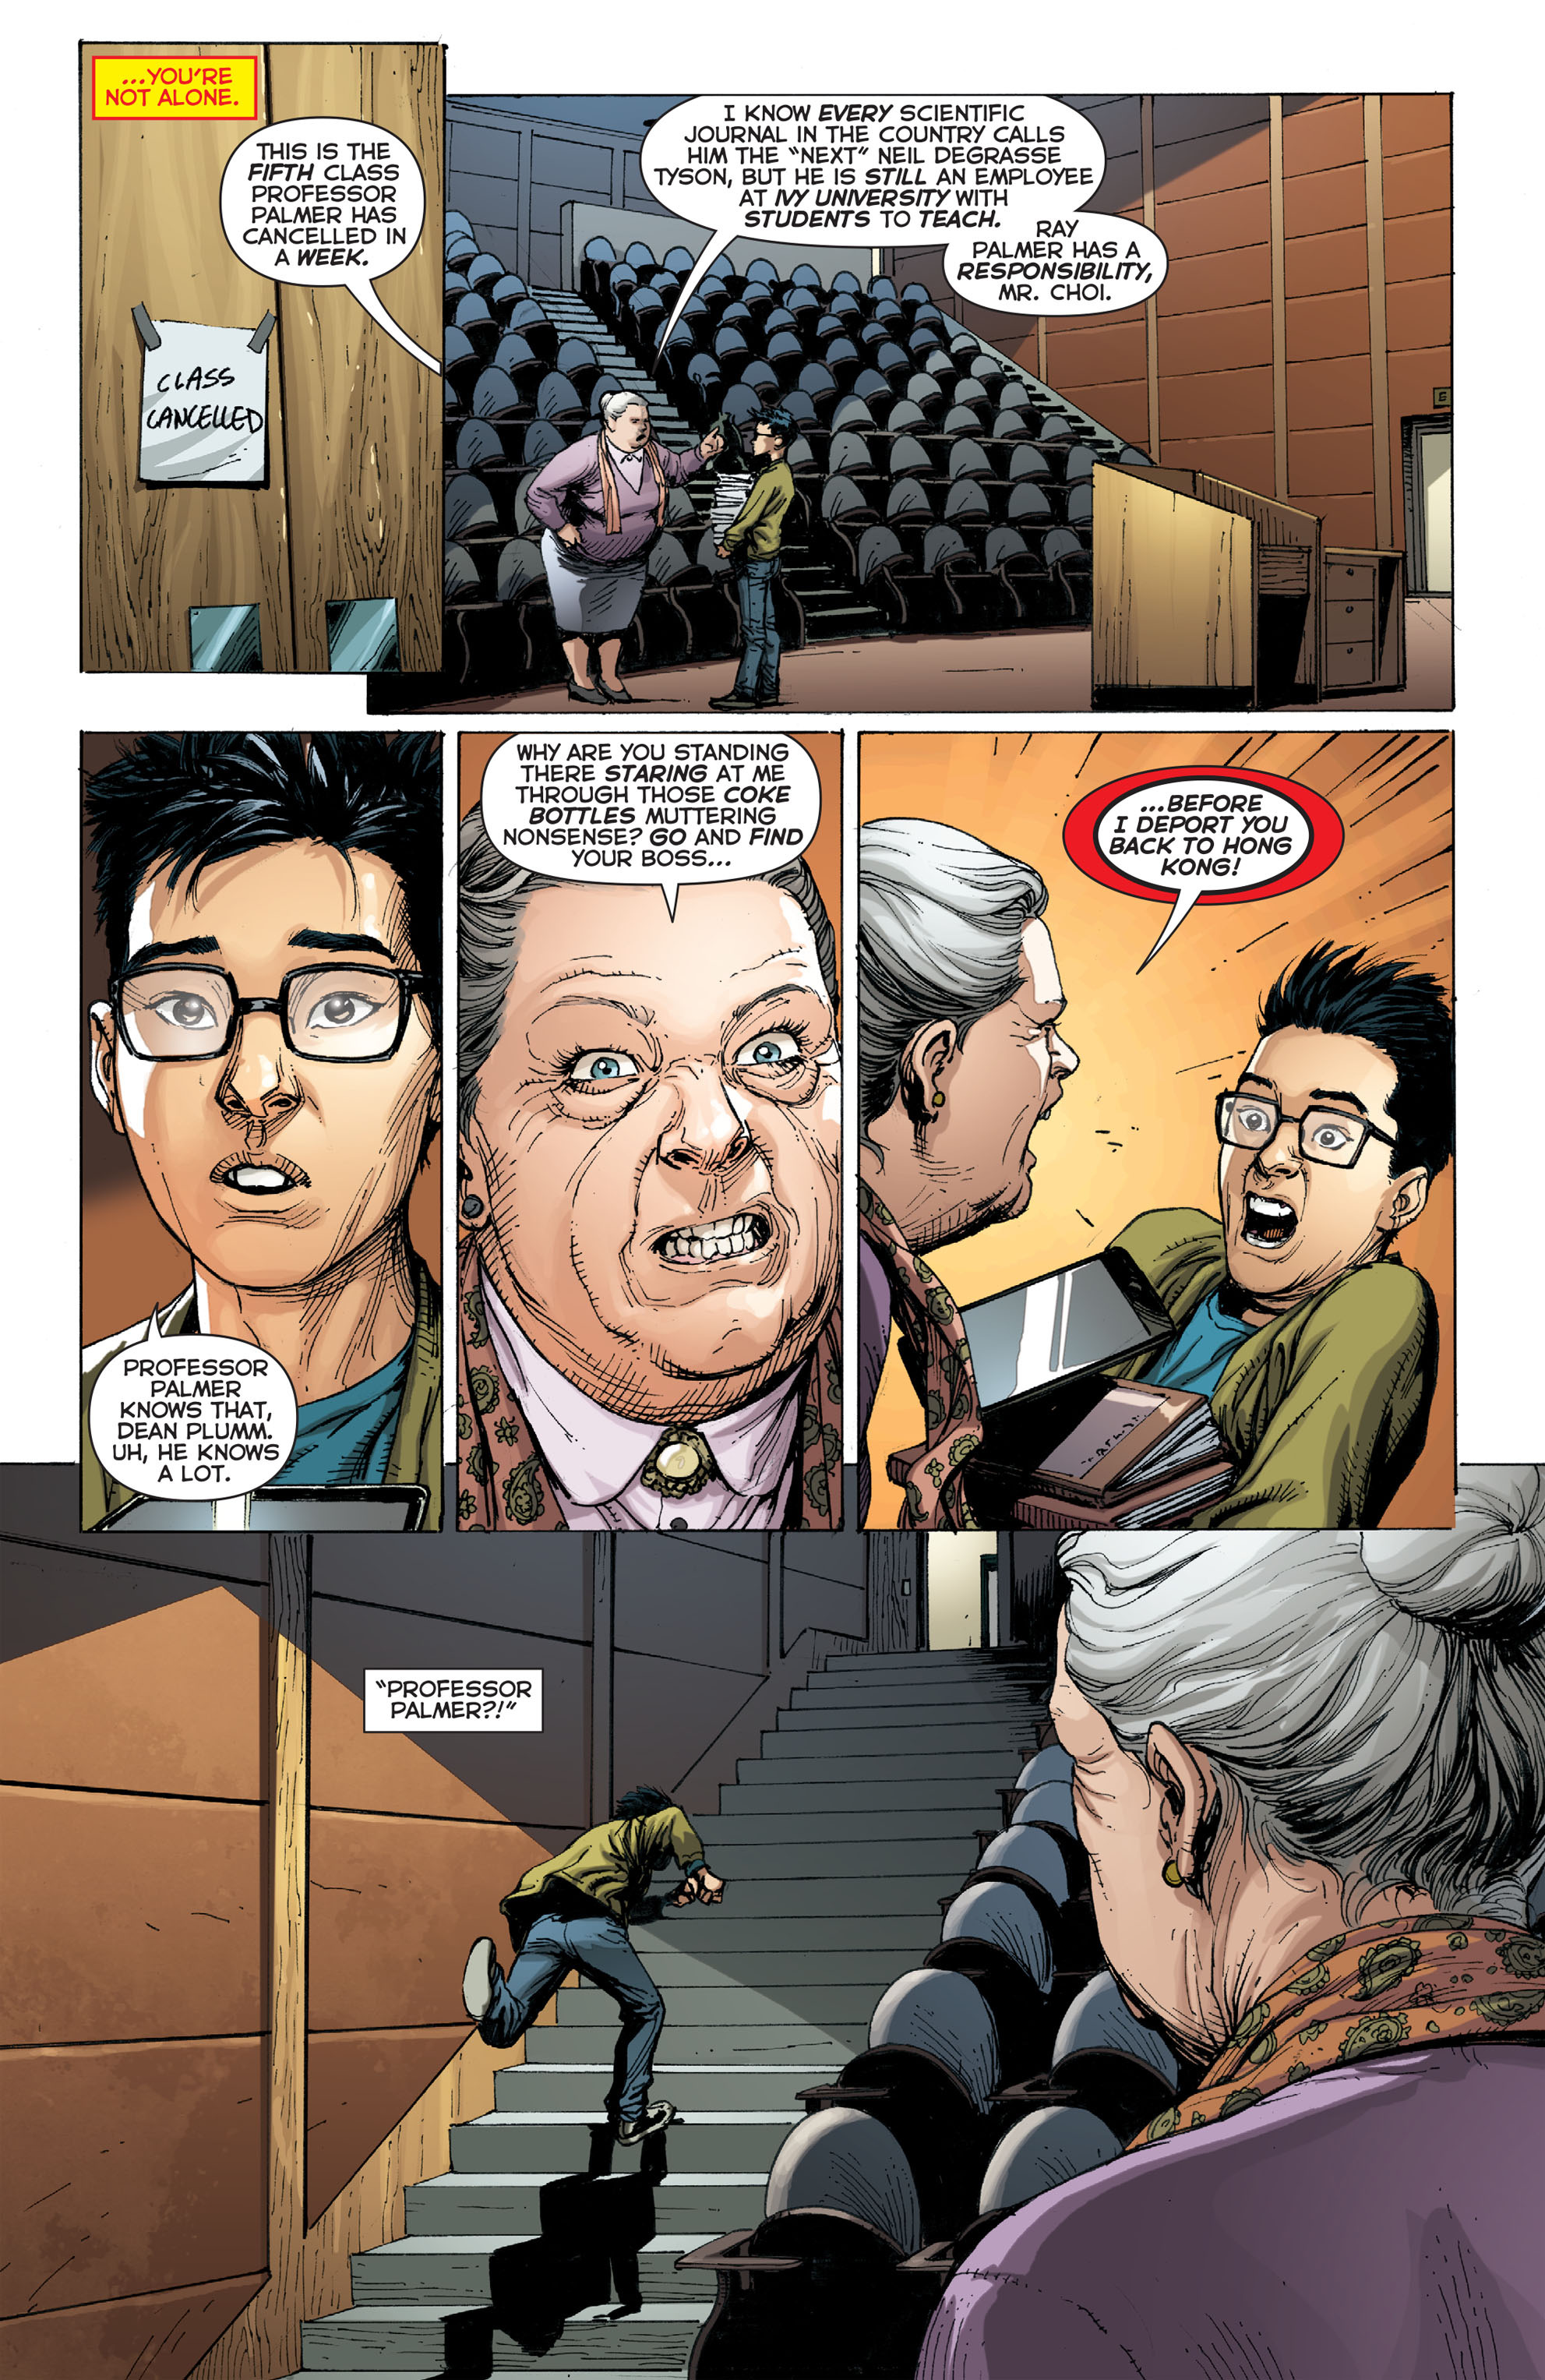 ...YOU'RE
NOT ALONE.
THIS IS THE
FIFTH CLASS
PROFESSOR
PALMER HAS
CANCELLED IN
A WEEK.
CLASS
CANCELLED
I KNOW EVERY SCIENTIFIC
JOURNAL IN THE COUNTRY CALLS
HIM THE "NEXT" NEIL DEGRASSE
TYSON, BUT HE IS STILL AN EMPLOYEE
AT IVY UNIVERSITY WITH
STUDENTS TO TEACH.
RAY
PALMER HAS A
RESPONSIBILITY,
MR. CHOI.
PROFESSOR
PALMER
KNOWS THAT,
DEAN PLUMM.
UH, HE KNOWS
A LOT.
WHY ARE YOU STANDING
THERE STARING AT ME
THROUGH THOSE COKE
BOTTLES MUTTERING
NONSENSE? GO AND FIND
YOUR BOSS...
...BEFORE
I DEPORT YOU
BACK TO HONG
KONG!
"PROFESSOR
PALMER?!"